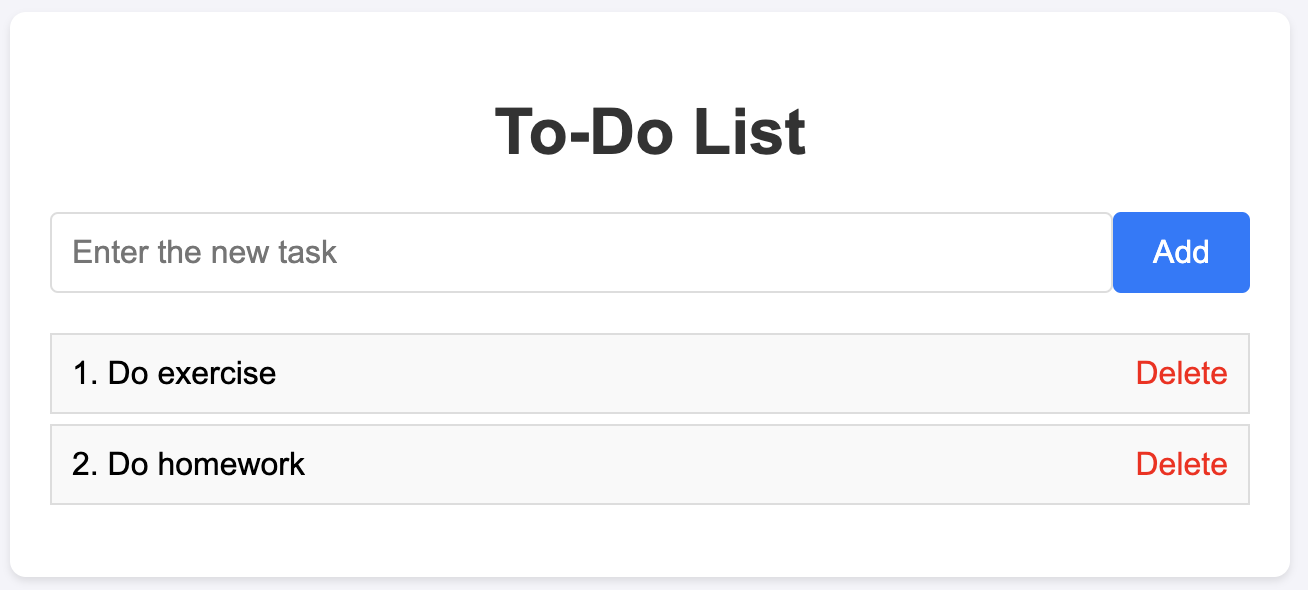 To-Do List
Enter the new task Add
1. Do exercise Delete
2. Do homework Delete